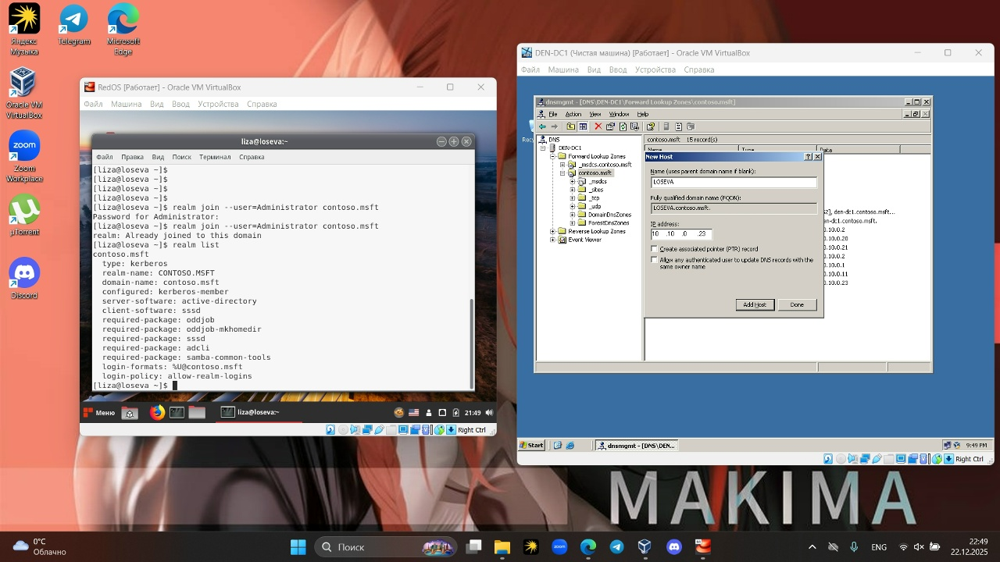 Яндекс Музыка
Telegram
Microsoft Edge
Oracle VM VirtualBox
Zoom Workplace
µTorrent
Discord
RedOS [Работает] - Oracle VM VirtualBox
Файл Машина Вид Ввод Устройства Справка
liza@loseva:~
Файл Правка Вид Поиск Терминал Справка
[liza@loseva ~]$
[liza@loseva ~]$
[liza@loseva ~]$
[liza@loseva ~]$
[liza@loseva ~]$ realm join --user=Administrator contoso.msft
Password for Administrator:
[liza@loseva ~]$ realm join --user=Administrator contoso.msft
realm: Already joined to this domain
[liza@loseva ~]$ realm list
contoso.msft
type: kerberos
realm-name: CONTOSO.MSFT
domain-name: contoso.msft
configured: kerberos-member
server-software: active-directory
client-software: sssd
required-package: oddjob
required-package: oddjob-mkhomedir
required-package: sssd
required-package: adcli
required-package: samba-common-tools
login-formats: %U@contoso.msft
login-policy: allow-realm-logins
[liza@loseva ~]$
Меню liza@loseva:~ 21:49
Right Ctrl
DEN-DC1 (Чистая машина) [Работает] - Oracle VM VirtualBox
Файл Машина Вид Ввод Устройства Справка
dnsmgmt - [DNS\DEN-DC1\Forward Lookup Zones\contoso.msft]
File Action View Window Help
DNS
DEN-DC1
Forward Lookup Zones
_msdcs.contoso.msft
contoso.msft
_msdcs
_sites
_tcp
_udp
DomainDnsZones
ForestDnsZones
Reverse Lookup Zones
Event Viewer
contoso.msft 15 record(s)
Name Type Data
New Host
Name (uses parent domain name if blank):
LOSEVA
Fully qualified domain name (FQDN):
LOSEVA.contoso.msft.
IP address:
10 .10 .0 .23
Create associated pointer (PTR) record
Allow any authenticated user to update DNS records with the same owner name
Add Host Done
2], den-dc1.contoso.msft...
en-dc1.contoso.msft.
0.10.0.2
0.10.0.20
0.10.0.21
0.10.0.2
0.10.0.1
0.10.0.11
0.10.0.23
Start dnsmgmt - [DNS\DEN... 9:49 PM
Right Ctrl
MAKIMA
0°C
Облачно
Поиск
ENG
22:49
22.12.2025